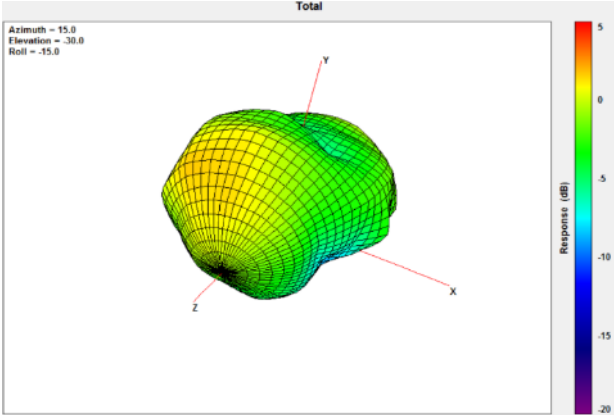 Total
Azimuth = 15.0
Elevation = -30.0
Roll = -15.0
Y
X
Z
5
0
-5
-10
-15
-20
Response (dB)